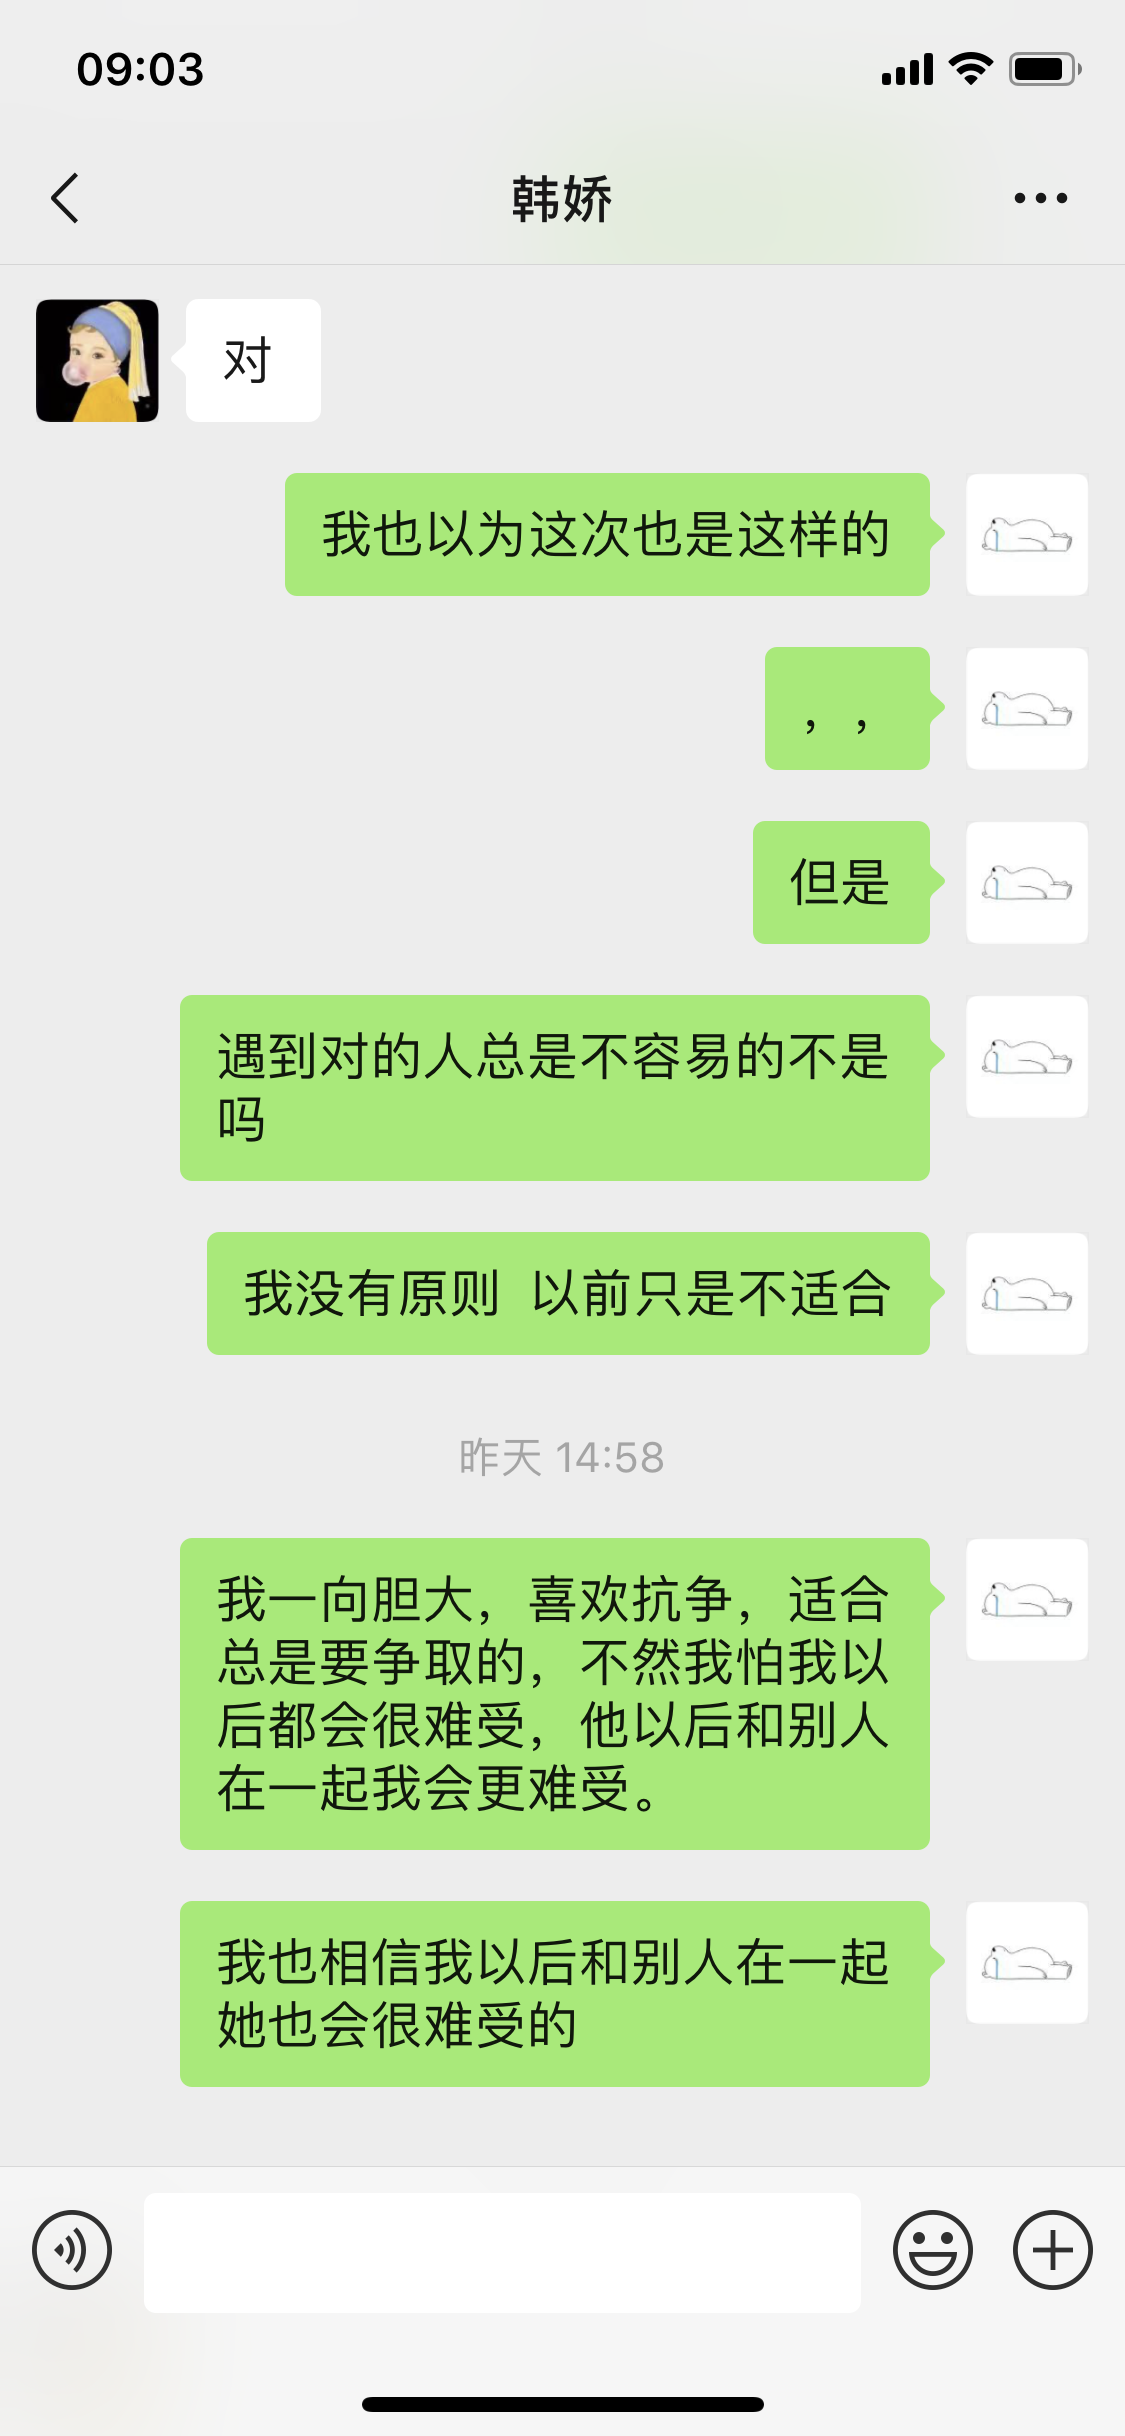 09:03
韩娇
对
我也以为这次也是这样的
，，
但是
遇到对的人总是不容易的不是
吗
我没有原则 以前只是不适合
昨天 14:58
我一向胆大，喜欢抗争，适合
总是要争取的，不然我怕我以
后都会很难受，他以后和别人
在一起我会更难受。
我也相信我以后和别人在一起
她也会很难受的